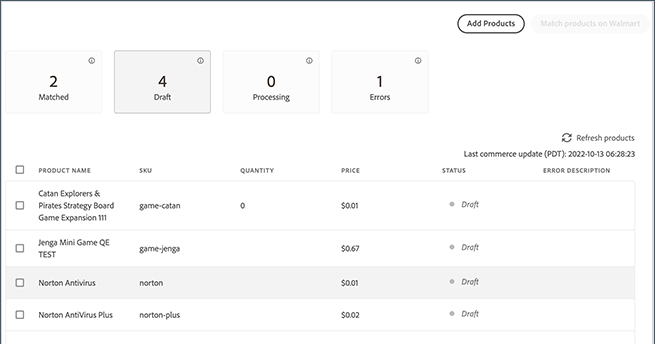 Add Products
Match products on Walmart
2
Matched
4
Draft
0
Processing
1
Errors
Refresh products
Last commerce update (PDT): 2022-10-13 06:28:23
PRODUCT NAME SKU QUANTITY PRICE STATUS ERROR DESCRIPTION
Catan Explorers &
Pirates Strategy Board
Game Expansion 111
game-catan 0 $0.01 Draft
Jenga Mini Game QE
TEST
game-jenga $0.67 Draft
Norton Antivirus norton $0.01 Draft
Norton AntiVirus Plus norton-plus $0.02 Draft